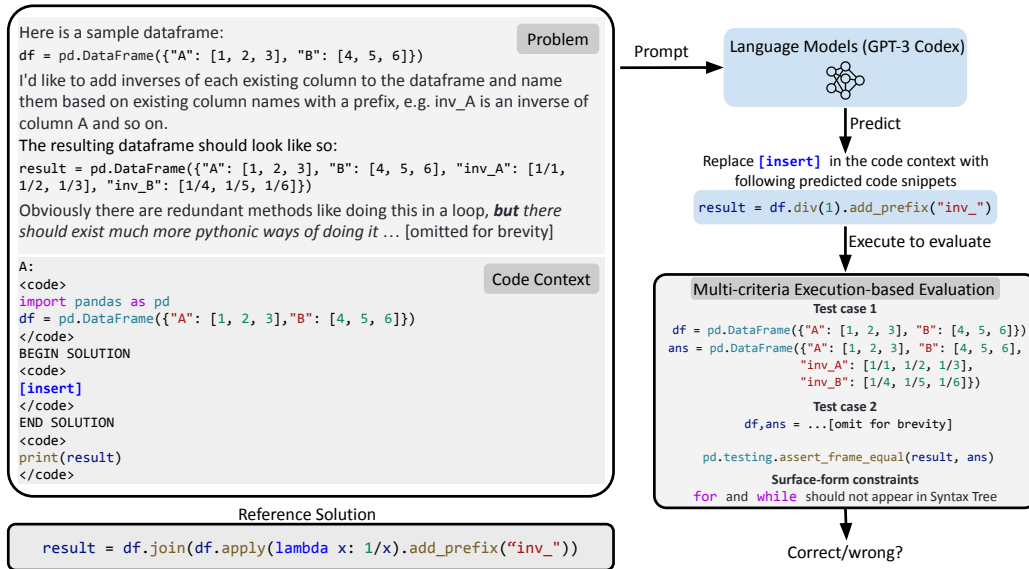 Here is a sample dataframe:
Problem
df = pd.DataFrame({"A": [1, 2, 3], "B": [4, 5, 6]})
I'd like to add inverses of each existing column to the dataframe and name
them based on existing column names with a prefix, e.g. inv_A is an inverse of
column A and so on.
The resulting dataframe should look like so:
result = pd.DataFrame({"A": [1, 2, 3], "B": [4, 5, 6], "inv_A": [1/1,
1/2, 1/3], "inv_B": [1/4, 1/5, 1/6]})
Obviously there are redundant methods like doing this in a loop, but there
should exist much more pythonic ways of doing it … [omitted for brevity]
A:
Code Context
<code>
import pandas as pd
df = pd.DataFrame({"A": [1, 2, 3],"B": [4, 5, 6]})
</code>
BEGIN SOLUTION
<code>
[insert]
</code>
END SOLUTION
<code>
print(result)
</code>
Reference Solution
result = df.join(df.apply(lambda x: 1/x).add_prefix(“inv_"))
Prompt
Language Models (GPT-3 Codex)
Predict
Replace [insert] in the code context with
following predicted code snippets
result = df.div(1).add_prefix("inv_")
Execute to evaluate
Multi-criteria Execution-based Evaluation
Test case 1
df = pd.DataFrame({"A": [1, 2, 3], "B": [4, 5, 6]})
ans = pd.DataFrame({"A": [1, 2, 3], "B": [4, 5, 6],
"inv_A": [1/1, 1/2, 1/3],
"inv_B": [1/4, 1/5, 1/6]})
Test case 2
df,ans = ...[omit for brevity]
pd.testing.assert_frame_equal(result, ans)
Surface-form constraints
for and while should not appear in Syntax Tree
Correct/wrong?